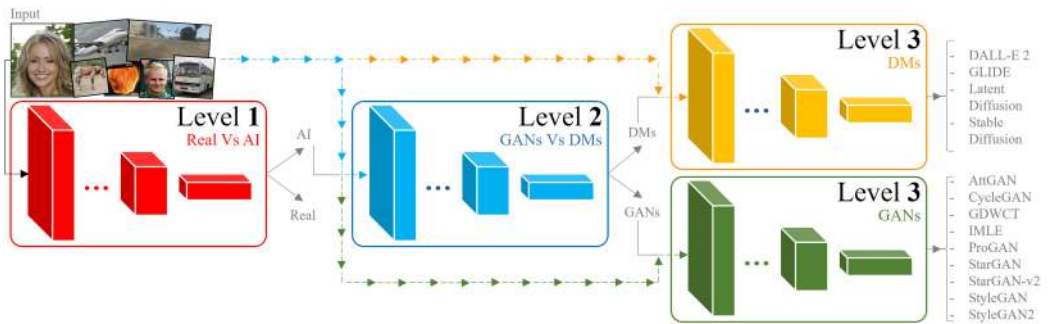 Input
Level 1
Real Vs AI
AI
Real
Level 2
GANs Vs DMs
DMs
GANs
Level 3
DMs
DALL-E 2
GLIDE
Latent
Diffusion
Stable
Diffusion
Level 3
GANs
AttGAN
CycleGAN
GDWCT
IMLE
ProGAN
StarGAN
StarGAN-v2
StyleGAN
StyleGAN2